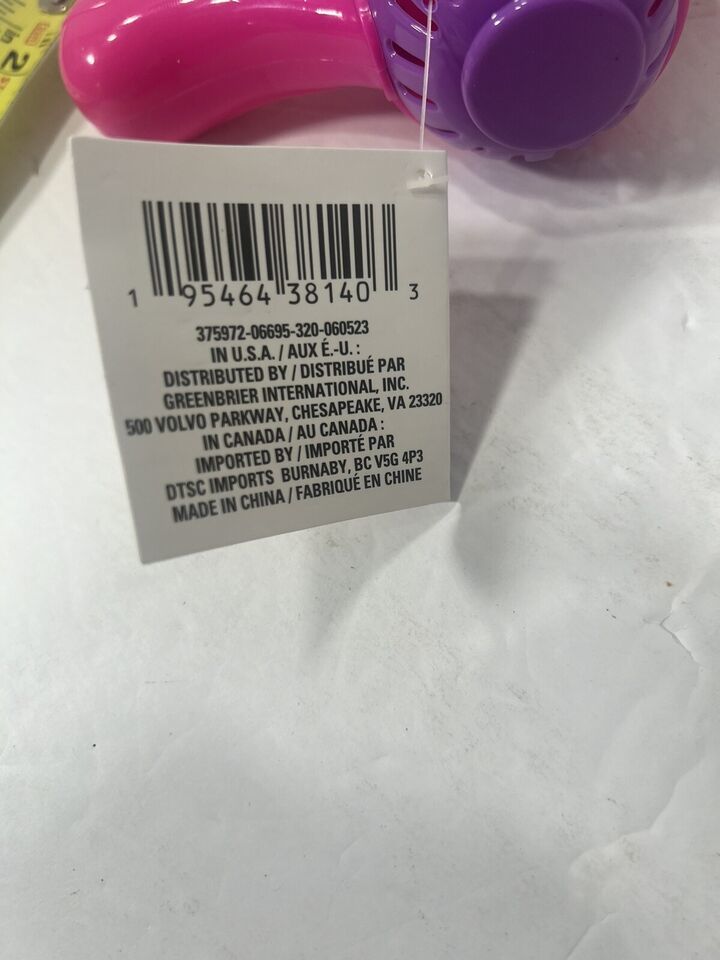 2
in
1 95464 38140 3
375972-06695-320-060523
IN U.S.A. / AUX É.-U. :
DISTRIBUTED BY / DISTRIBUÉ PAR
GREENBRIER INTERNATIONAL, INC.
500 VOLVO PARKWAY, CHESAPEAKE, VA 23320
IN CANADA / AU CANADA :
IMPORTED BY / IMPORTÉ PAR
DTSC IMPORTS BURNABY, BC V5G 4P3
MADE IN CHINA / FABRIQUÉ EN CHINE